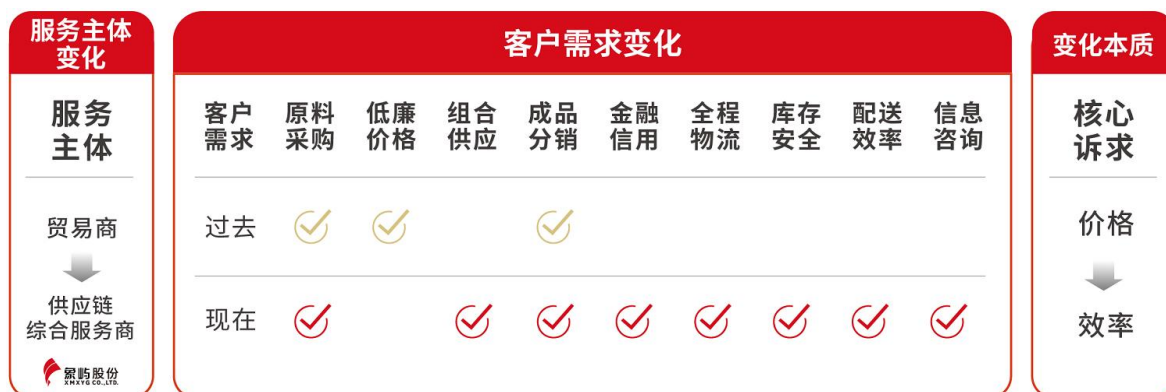 服务主体
变化
服务
主体
贸易商
供应链
综合服务商
象屿股份
XMXYG CO.,LTD.
客户需求变化
客户 原料 低廉 组合 成品 金融 全程 库存 配送 信息
需求 采购 价格 供应 分销 信用 物流 安全 效率 咨询
过去
现在
变化本质
核心
诉求
价格
效率